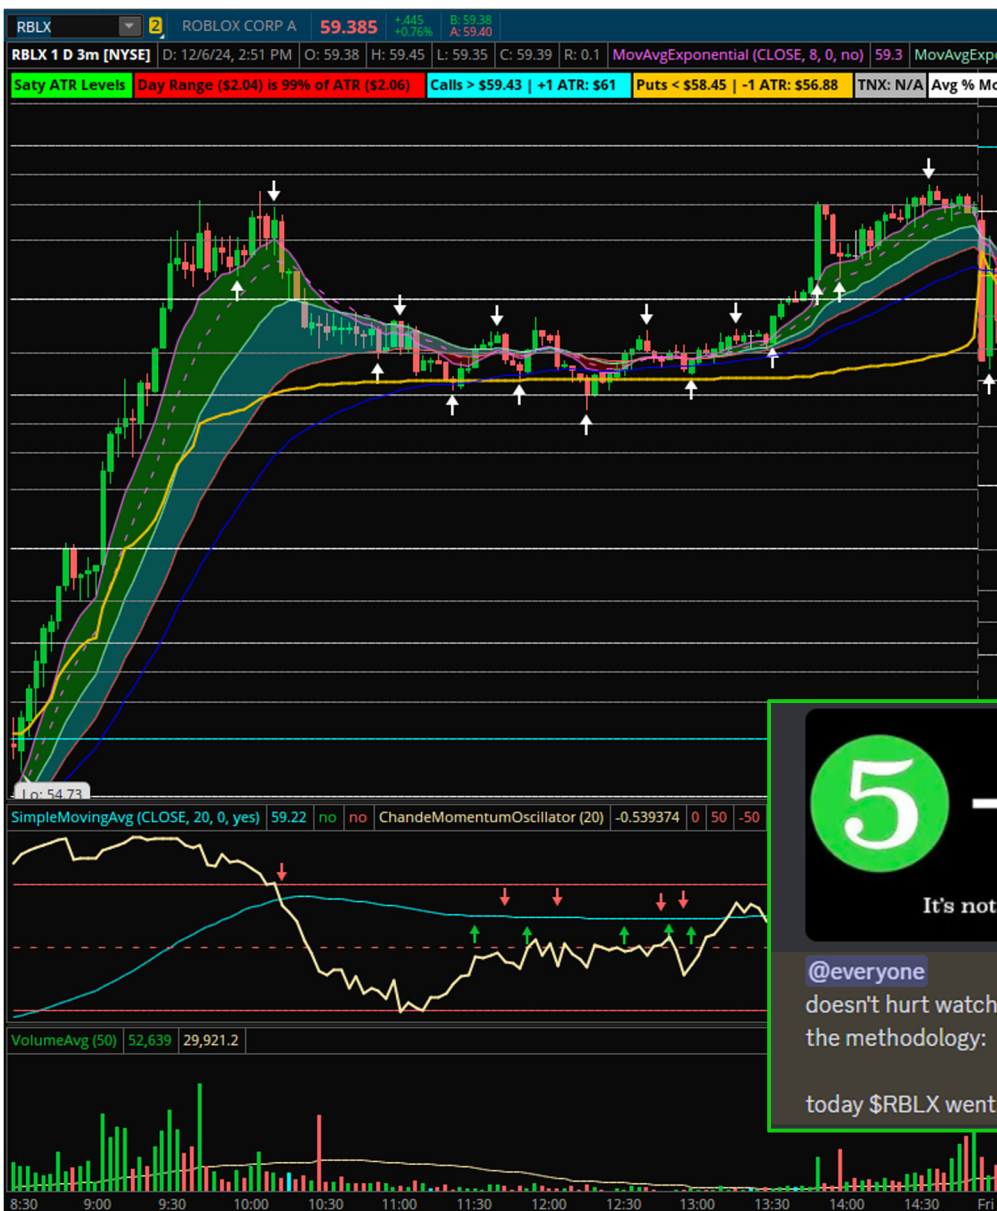 RBLX 2 ROBLOX CORP A 59.385 +.445 +0.76% B: 59.38 A: 59.40
RBLX 1 D 3m [NYSE] D: 12/6/24, 2:51 PM O: 59.38 H: 59.45 L: 59.35 C: 59.39 R: 0.1 MovAvgExponential (CLOSE, 8, 0, no) 59.3 MovAvgExpo
Saty ATR Levels Day Range ($2.04) is 99% of ATR ($2.06) Calls > $59.43 | +1 ATR: $61 Puts < $58.45 | -1 ATR: $56.88 TNX: N/A Avg % Mo
Lo: 54.73
SimpleMovingAvg (CLOSE, 20, 0, yes) 59.22 no no ChandeMomentumOscillator (20) -0.539374 0 50 -50
5 -
It's not
@everyone
doesn't hurt watch
the methodology:
today $RBLX went
VolumeAvg (50) 52,639 29,921.2
8:30 9:00 9:30 10:00 10:30 11:00 11:30 12:00 12:30 13:00 13:30 14:00 14:30 Fri